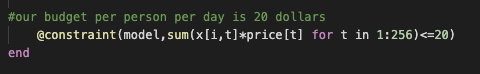 #our budget per person per day is 20 dollars
@constraint(model,sum(x[i,t]*price[t] for t in 1:256)<=20)
end